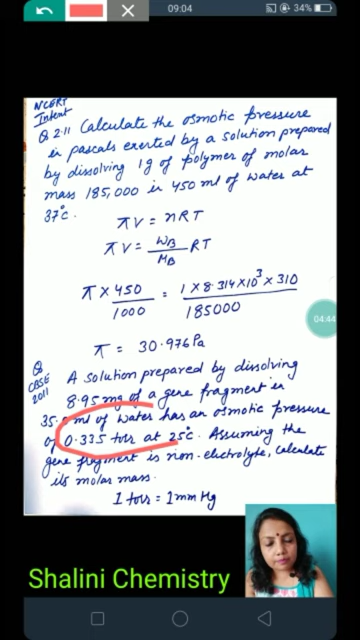 09:04
34%
NCERT
Intent
Q 2.11 Calculate the osmotic pressure
in pascals exerted by a solution prepared
by dissolving 1g of polymer of molar
mass 185,000 in 450 ml of water at
37°C.
πV = nRT
πV = W_B/M_B RT
π × 450/1000 = 1 × 8.314×10³ × 310/185000
04:44
π = 30.976 Pa
Q
CBSE
2011
A solution prepared by dissolving
8.95 mg of a gene fragment in
35. ml of water has an osmotic pressure
of 0.335 torr at 25°C. Assuming the
gene fragment is non-electrolyte, calculate
its molar mass.
1 torr = 1 mm Hg
Shalini Chemistry